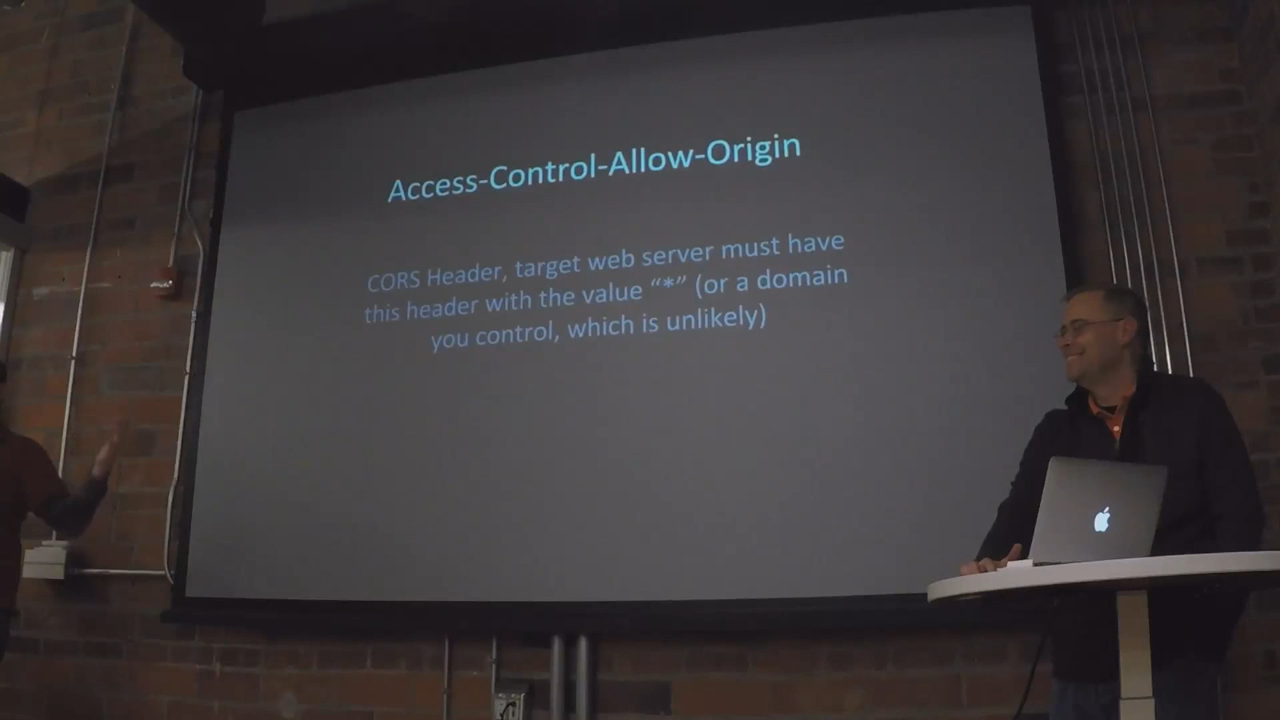 Access-Control-Allow-Origin
CORS Header, target web server must have
this header with the value “*” (or a domain
you control, which is unlikely)